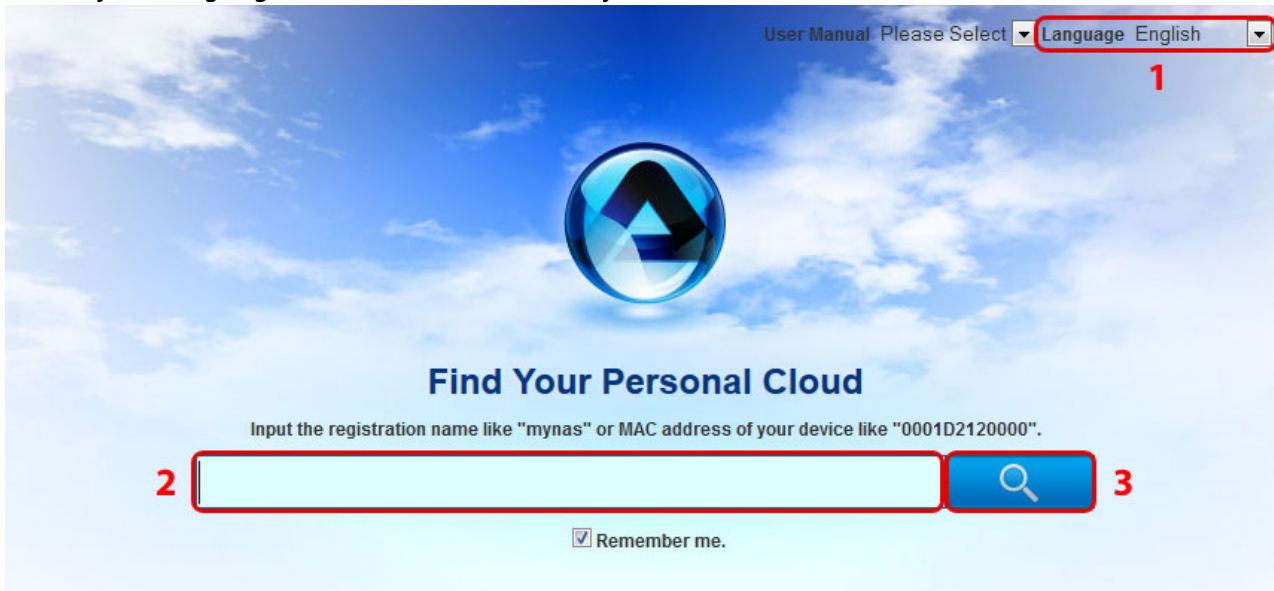 User Manual Please Select Language English
1
Find Your Personal Cloud
Input the registration name like "mynas" or MAC address of your device like "0001D2120000".
2 3
Remember me.